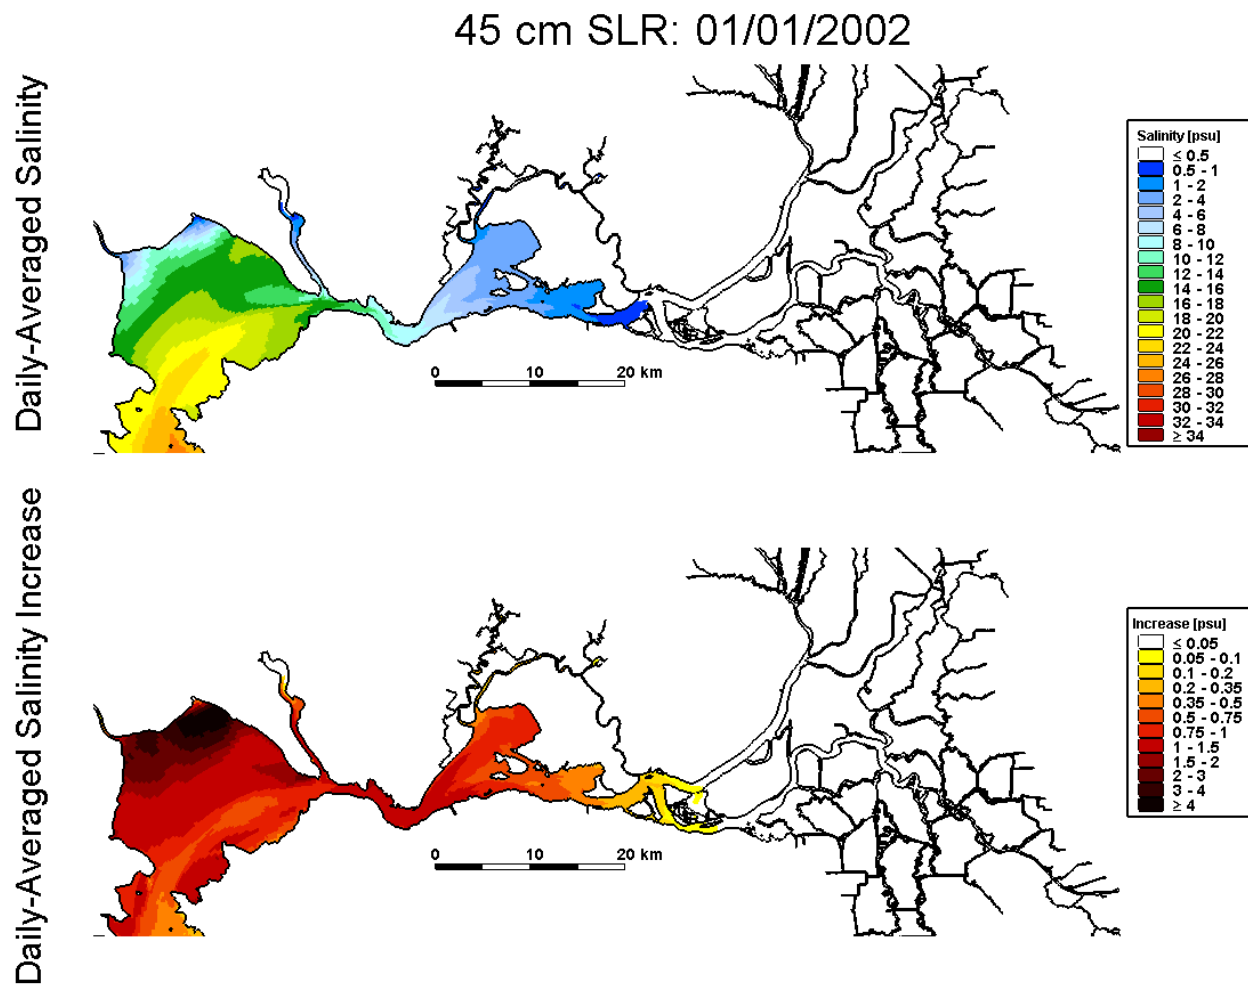 45 cm SLR: 01/01/2002
Daily-Averaged Salinity
Salinity [psu]
≤ 0.5
0.5 - 1
1 - 2
2 - 4
4 - 6
6 - 8
8 - 10
10 - 12
12 - 14
14 - 16
16 - 18
18 - 20
20 - 22
22 - 24
24 - 26
26 - 28
28 - 30
30 - 32
32 - 34
≥ 34
0 10 20 km
Daily-Averaged Salinity Increase
Increase [psu]
≤ 0.05
0.05 - 0.1
0.1 - 0.2
0.2 - 0.35
0.35 - 0.5
0.5 - 0.75
0.75 - 1
1 - 1.5
1.5 - 2
2 - 3
3 - 4
≥ 4
0 10 20 km